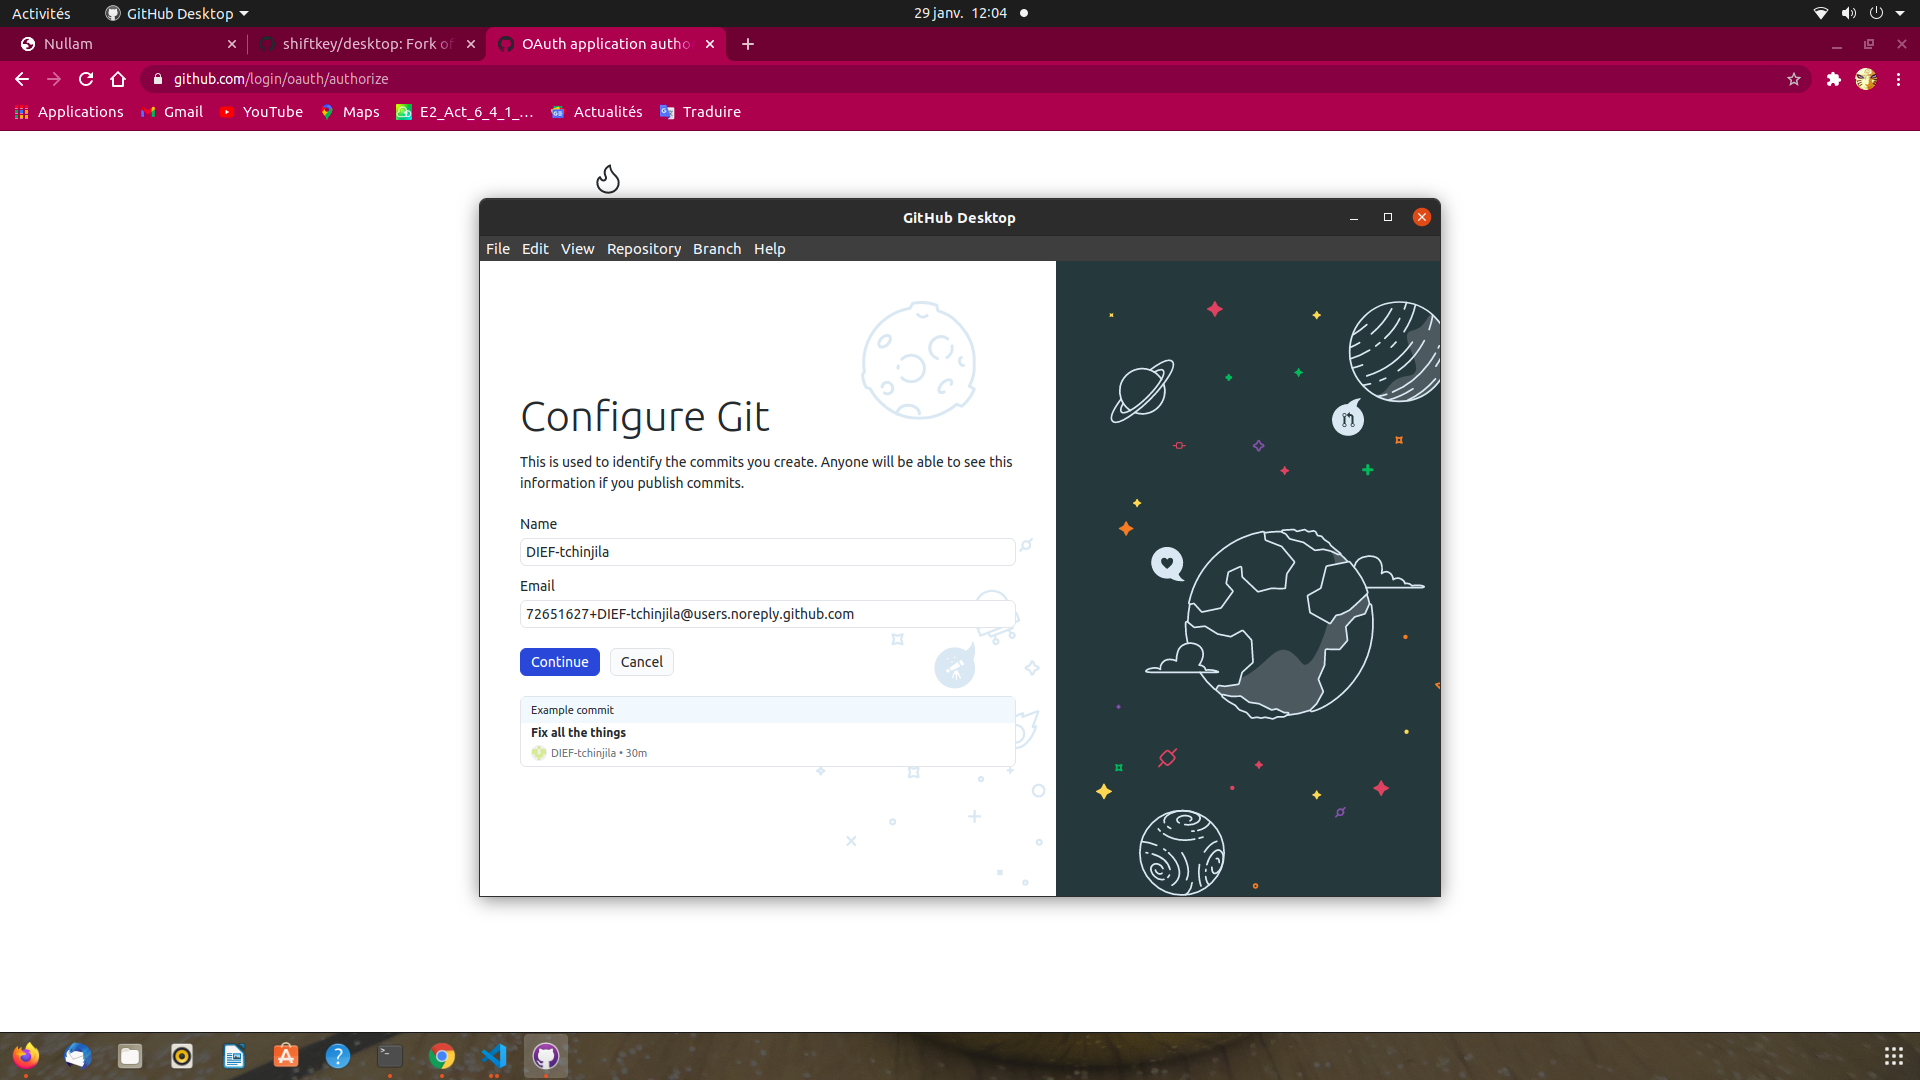 Activités
GitHub Desktop
29 janv. 12:04
Nullam
shiftkey/desktop: Fork of
OAuth application autho
github.com/login/oauth/authorize
Applications
Gmail
YouTube
Maps
E2_Act_6_4_1_...
Actualités
Traduire
GitHub Desktop
File Edit View Repository Branch Help
Configure Git
This is used to identify the commits you create. Anyone will be able to see this
information if you publish commits.
Name
DIEF-tchinjila
Email
72651627+DIEF-tchinjila@users.noreply.github.com
Continue
Cancel
Example commit
Fix all the things
DIEF-tchinjila • 30m